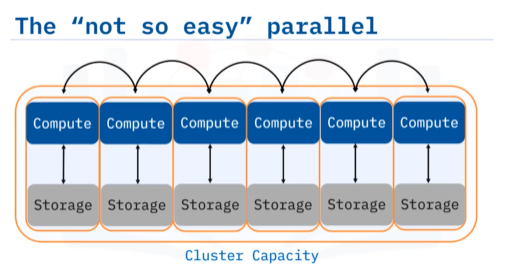 The “not so easy” parallel
Compute Compute Compute Compute Compute Compute
Storage Storage Storage Storage Storage Storage
Cluster Capacity